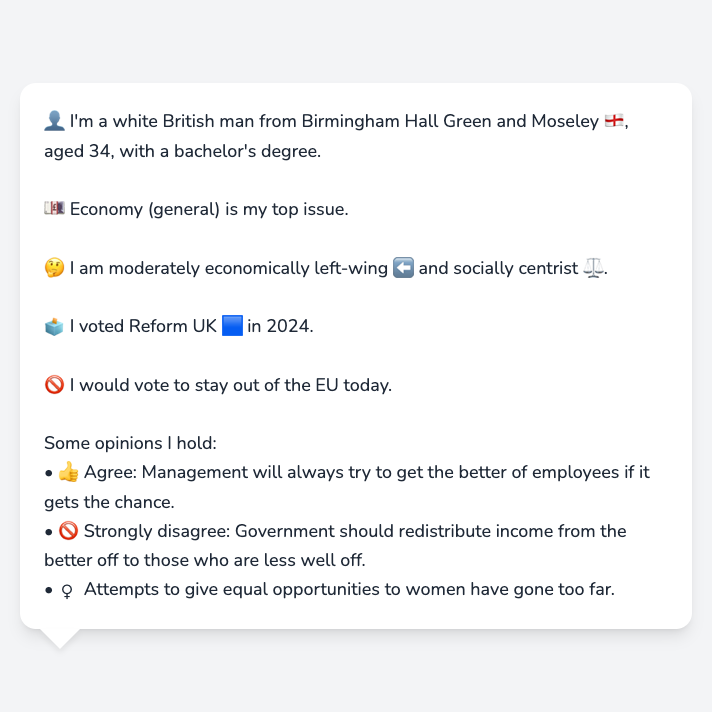 👤 I'm a white British man from Birmingham Hall Green and Moseley 🏴󠁧󠁢󠁥󠁮󠁧󠁿,
aged 34, with a bachelor's degree.
💷 Economy (general) is my top issue.
🤔 I am moderately economically left-wing ⬅️ and socially centrist ⚖️.
🗳️ I voted Reform UK 🟦 in 2024.
🚫 I would vote to stay out of the EU today.
Some opinions I hold:
• 👍 Agree: Management will always try to get the better of employees if it
gets the chance.
• 🚫 Strongly disagree: Government should redistribute income from the
better off to those who are less well off.
• ♀ Attempts to give equal opportunities to women have gone too far.